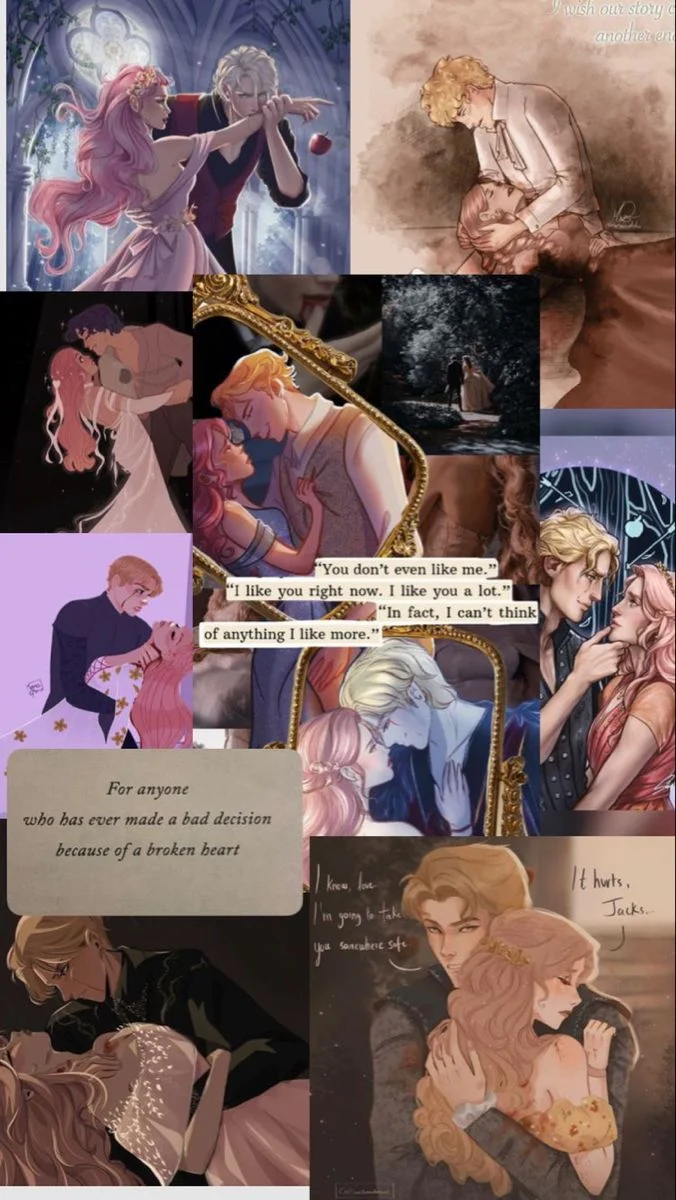 I wish our story c
another en
“You don’t even like me.”
“I like you right now. I like you a lot.”
“In fact, I can’t think
of anything I like more.”
For anyone
who has ever made a bad decision
because of a broken heart
I know, love
I'm going to take
you somewhere safe
It hurts,
Jacks...